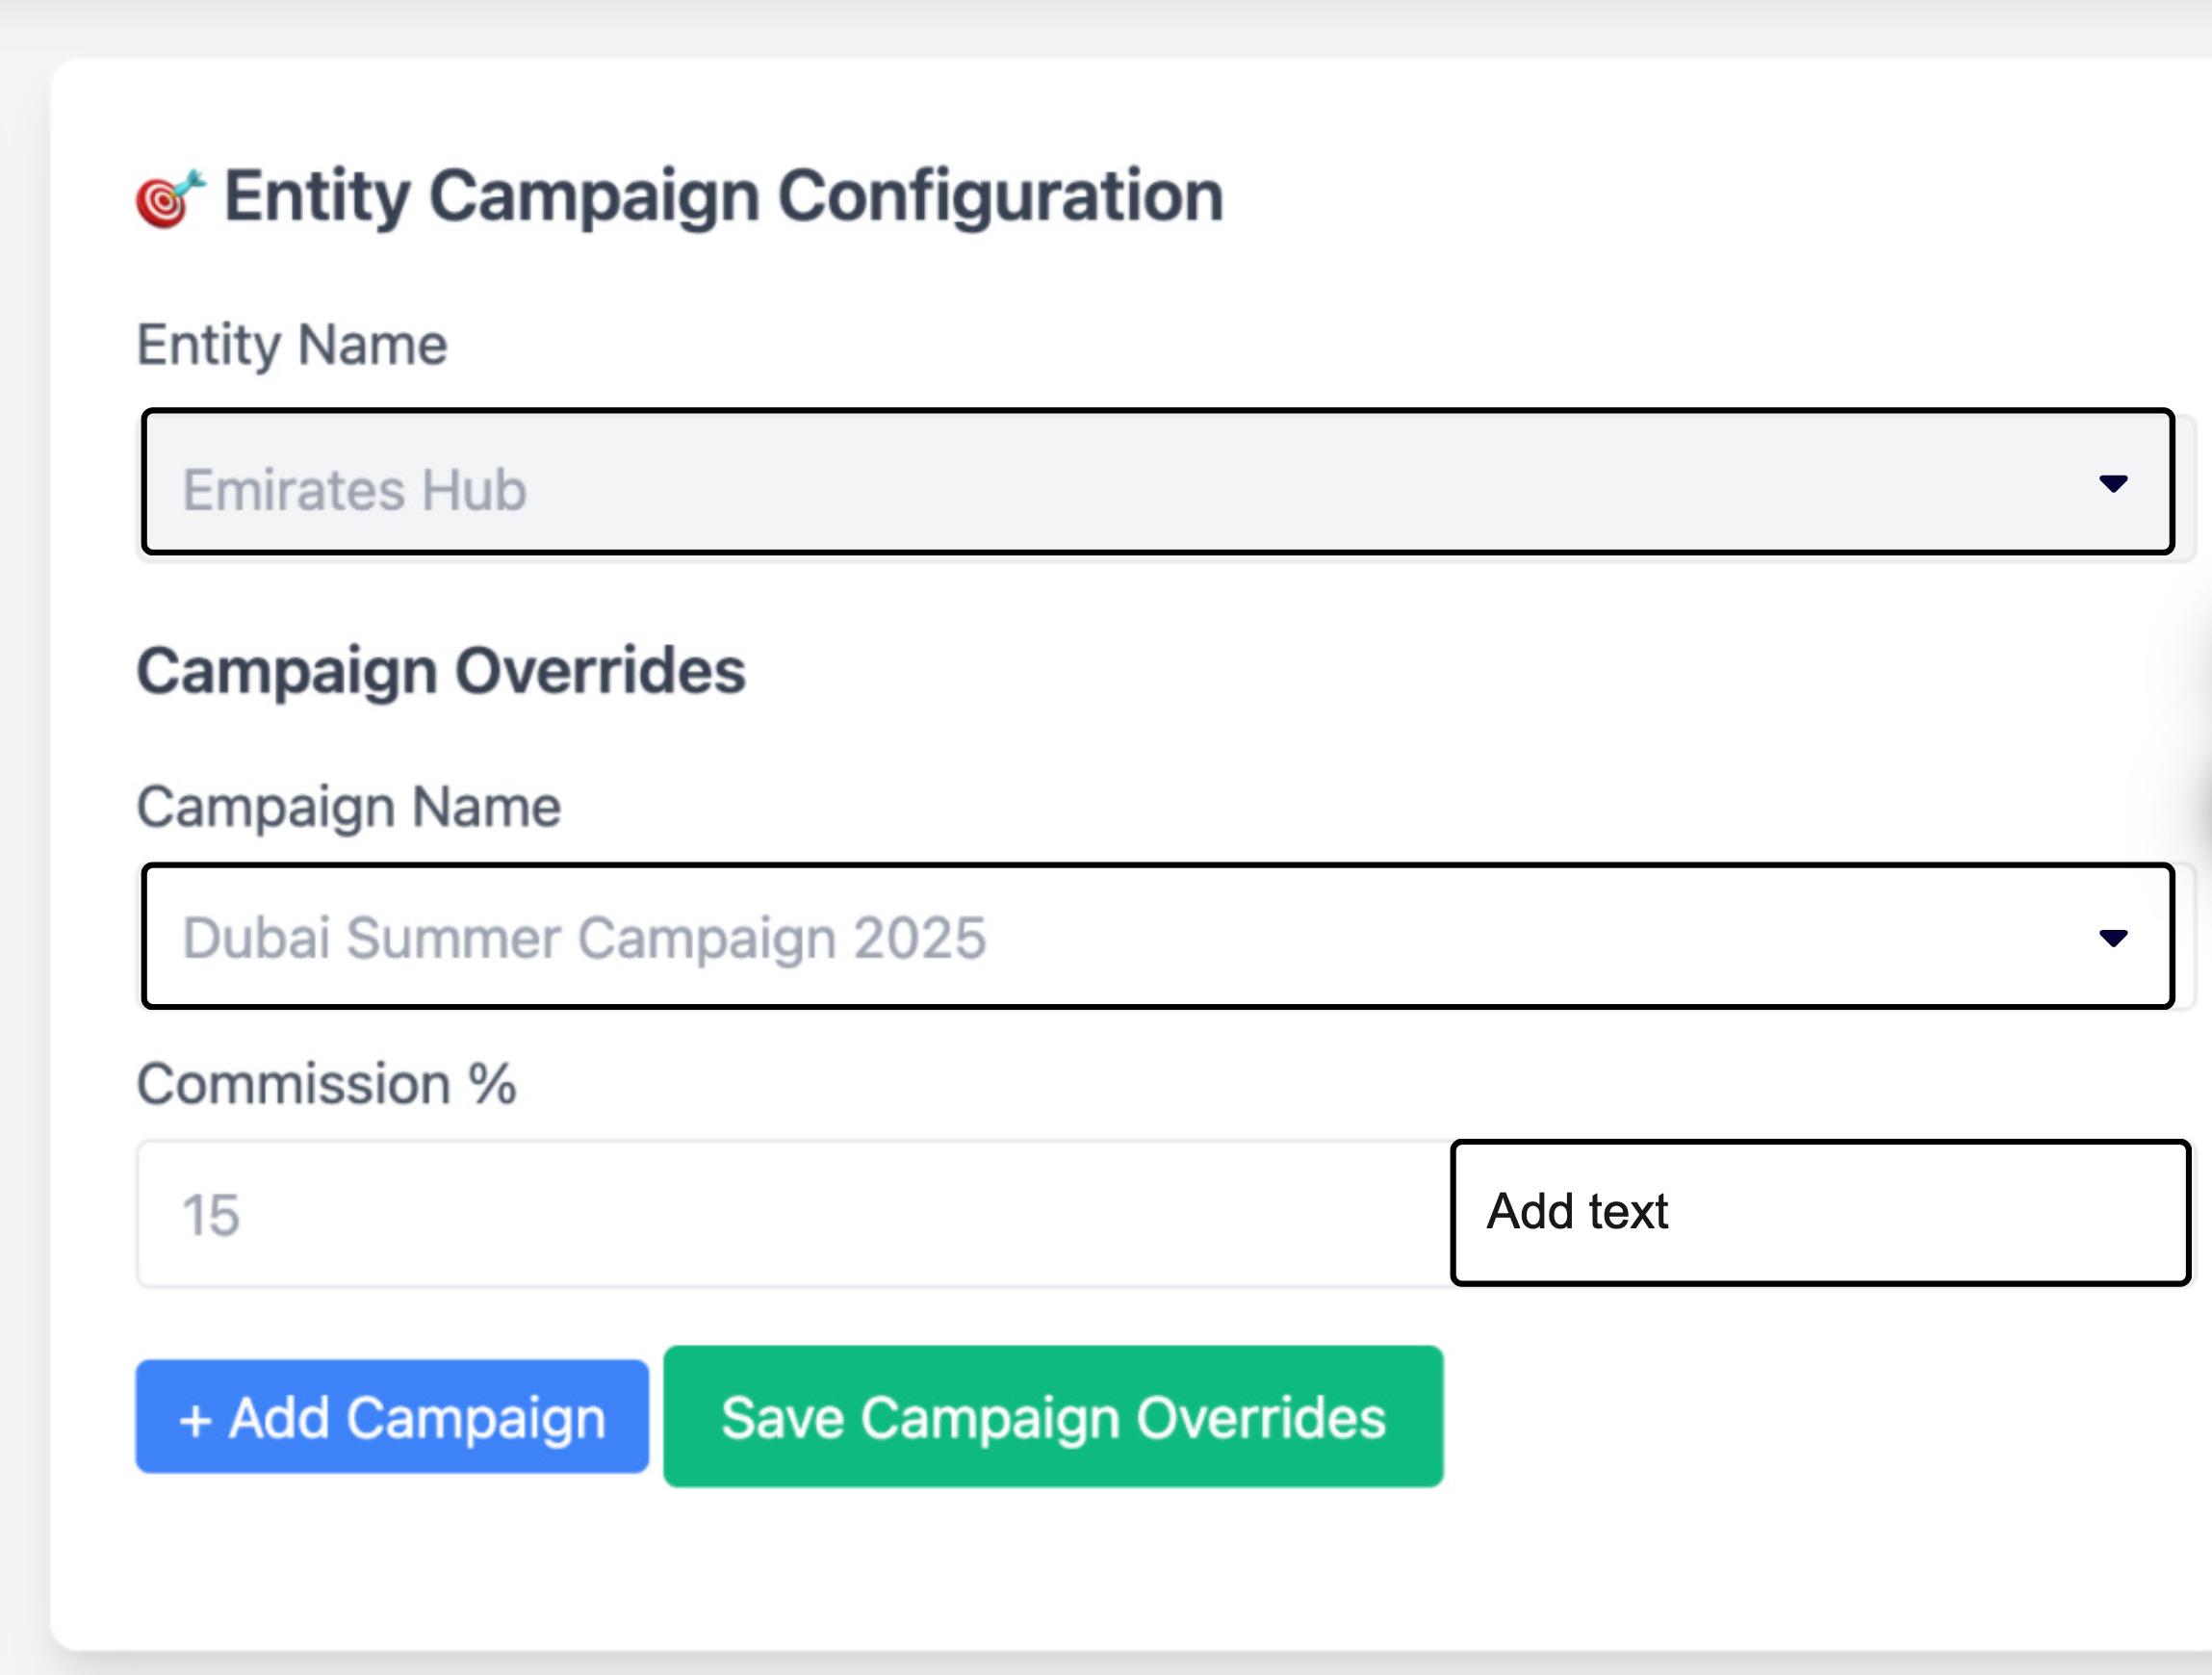 Entity Campaign Configuration
Entity Name
Emirates Hub
Campaign Overrides
Campaign Name
Dubai Summer Campaign 2025
Commission %
15
Add text
+ Add Campaign
Save Campaign Overrides